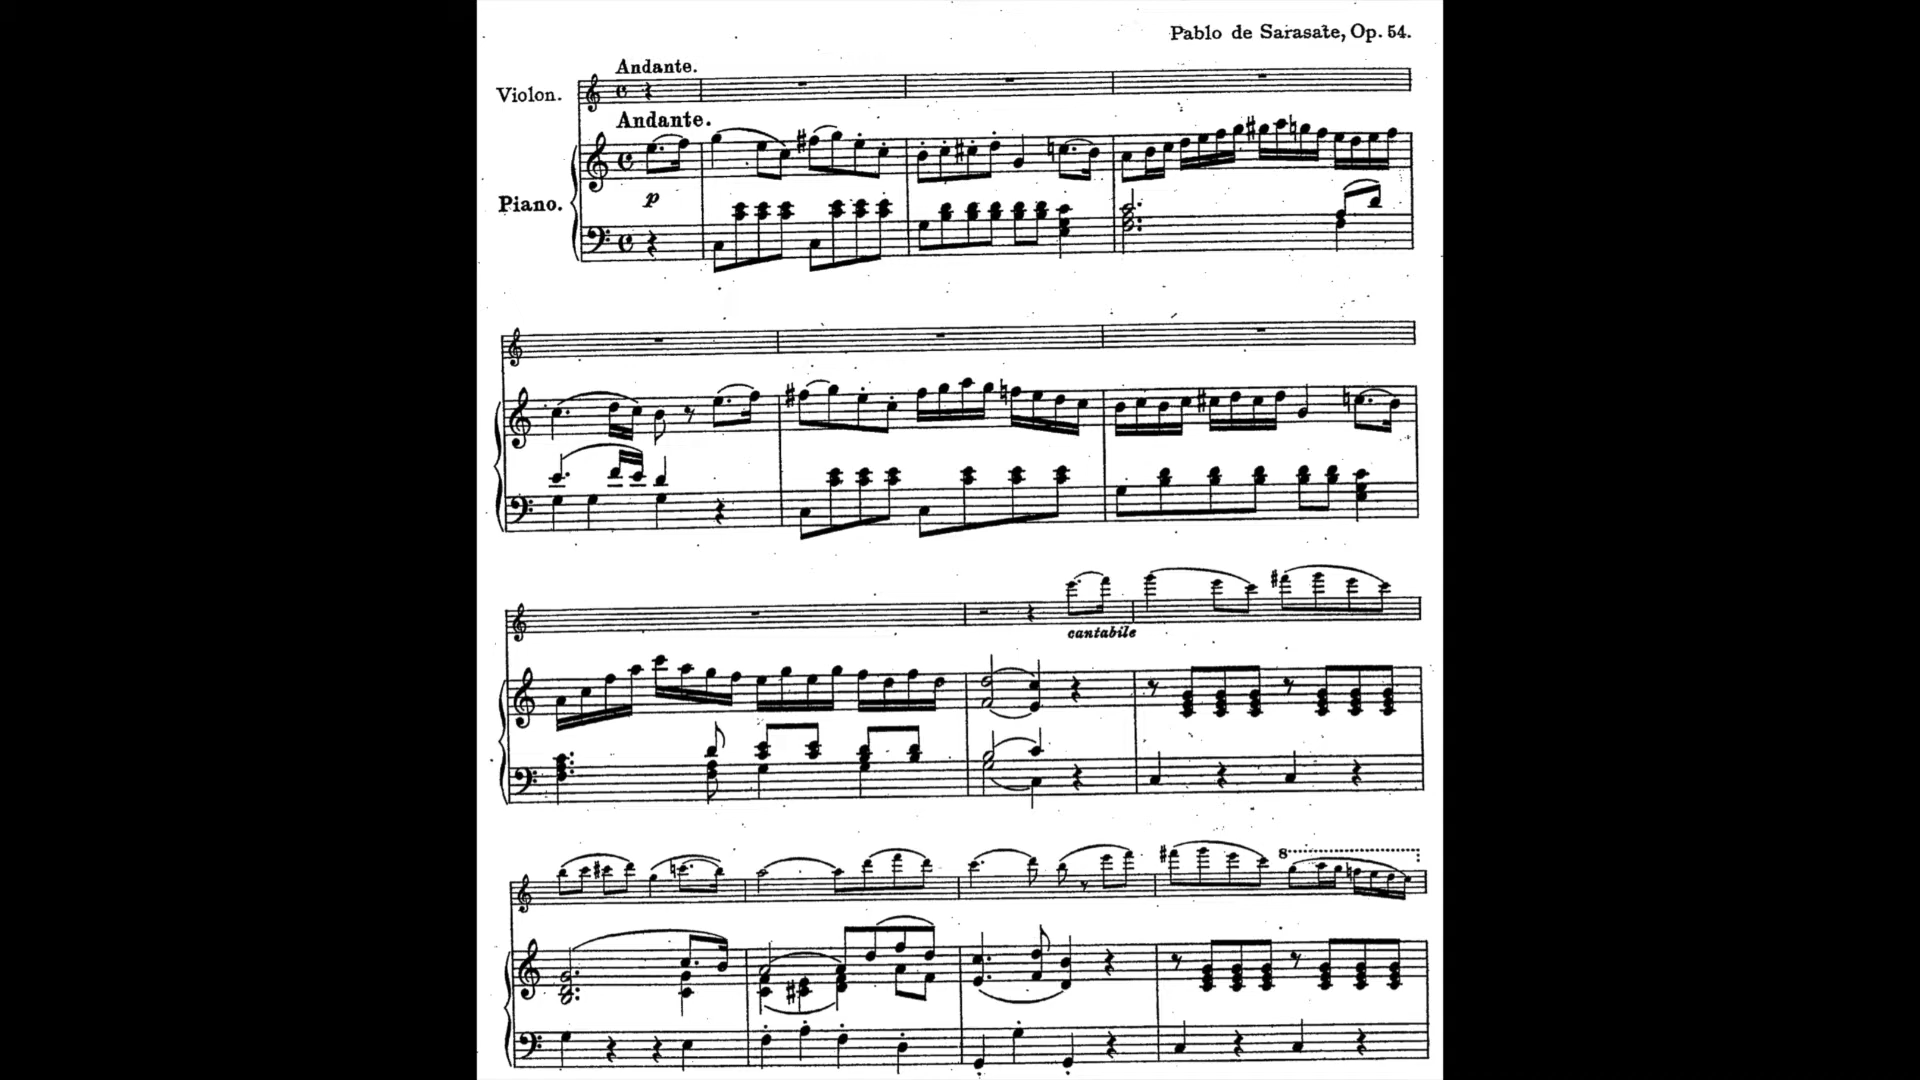 Pablo de Sarasate, Op. 54.
Andante.
Violon.
Andante.
Piano.
p
cantabile
8